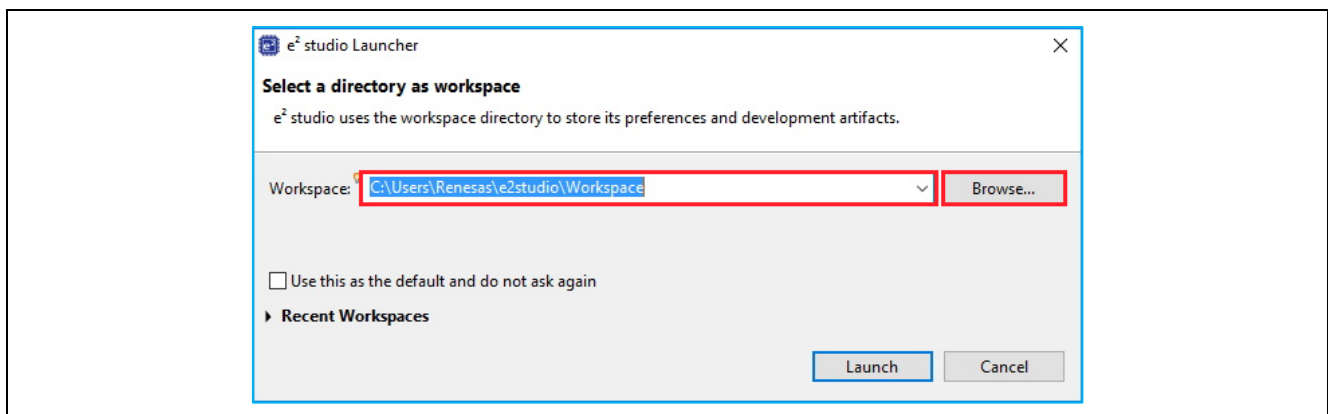 e² studio Launcher
Select a directory as workspace
e² studio uses the workspace directory to store its preferences and development artifacts.
Workspace: C:\Users\Renesas\e2studio\Workspace Browse...
Use this as the default and do not ask again
Recent Workspaces
Launch Cancel